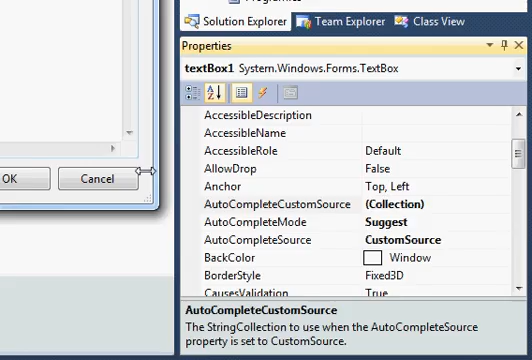 Solution Explorer Team Explorer Class View
Properties
textBox1 System.Windows.Forms.TextBox
AccessibleDescription
AccessibleName
AccessibleRole Default
AllowDrop False
Anchor Top, Left
AutoCompleteCustomSource (Collection)
AutoCompleteMode Suggest
AutoCompleteSource CustomSource
BackColor Window
BorderStyle Fixed3D
CausesValidation True
OK Cancel
AutoCompleteCustomSource
The StringCollection to use when the AutoCompleteSource
property is set to CustomSource.